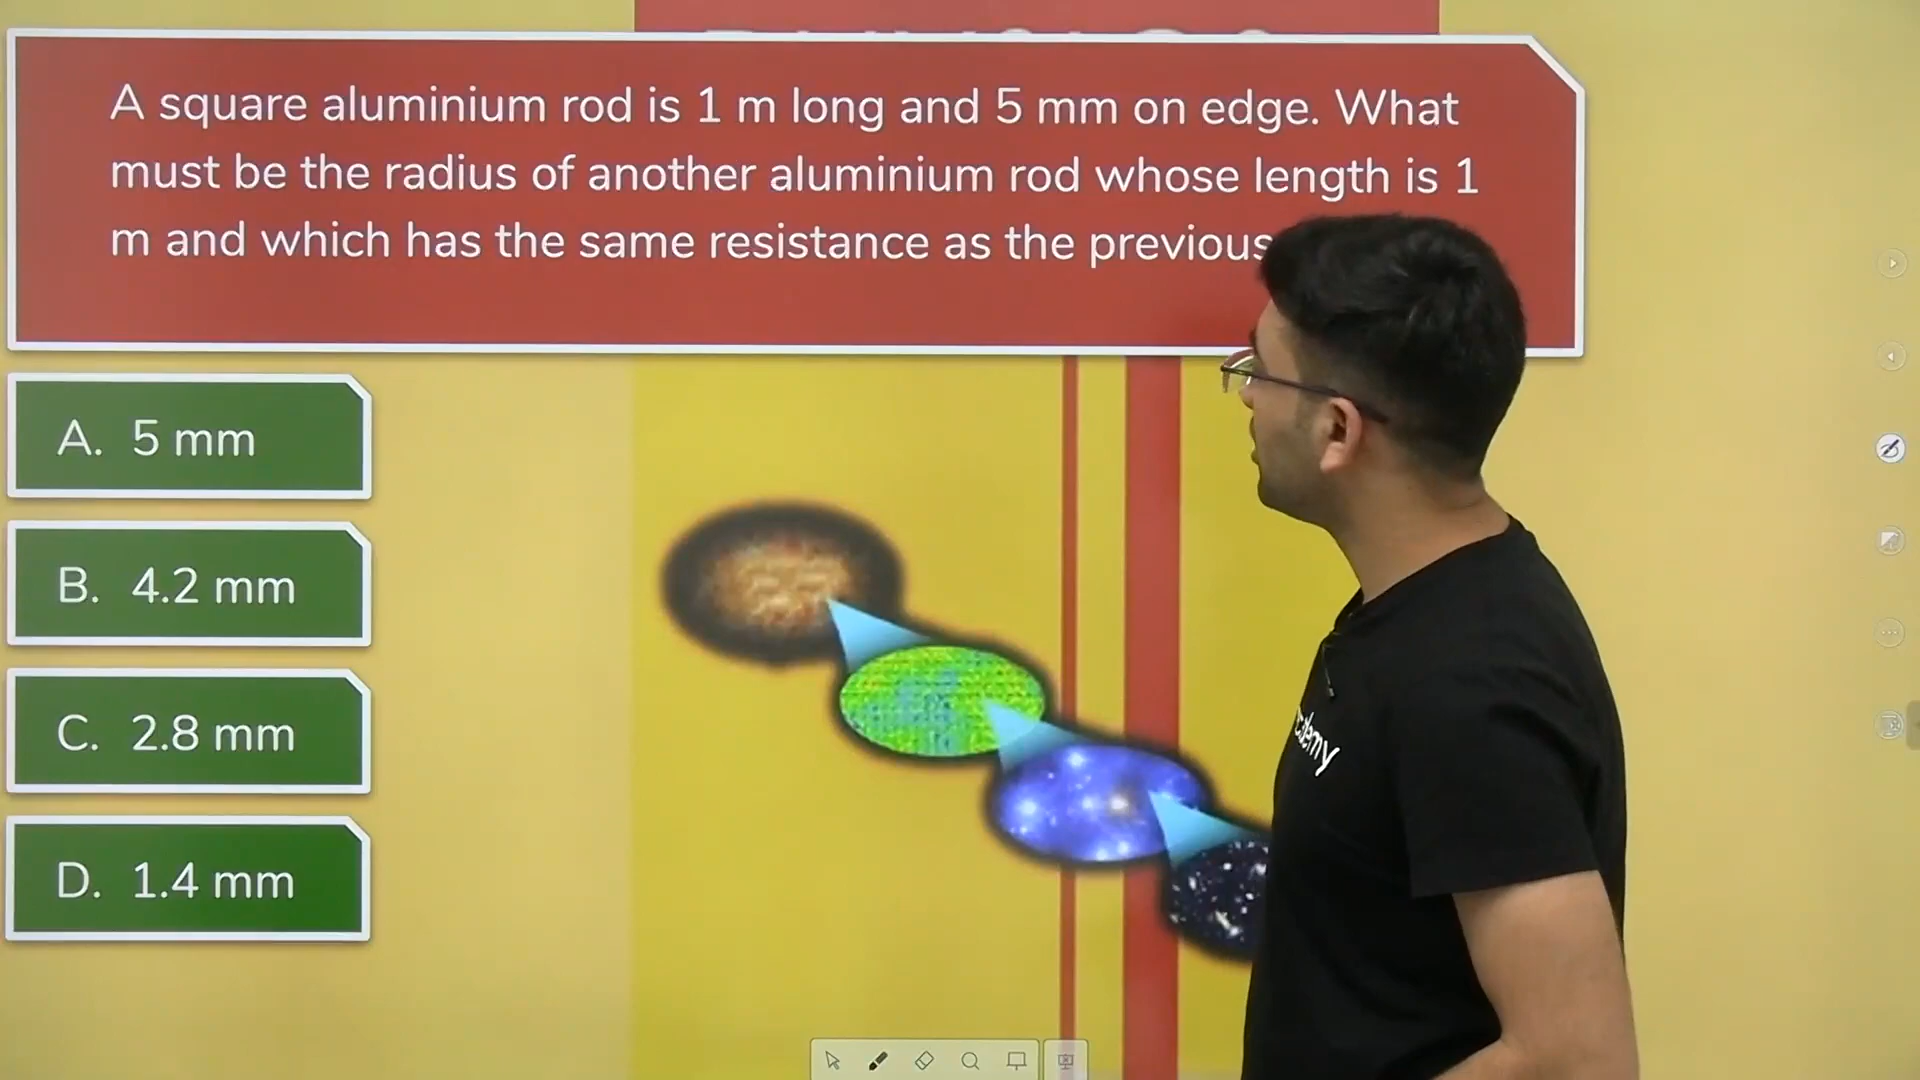 A square aluminium rod is 1 m long and 5 mm on edge. What
must be the radius of another aluminium rod whose length is 1
m and which has the same resistance as the previous
A. 5 mm
B. 4.2 mm
C. 2.8 mm
D. 1.4 mm